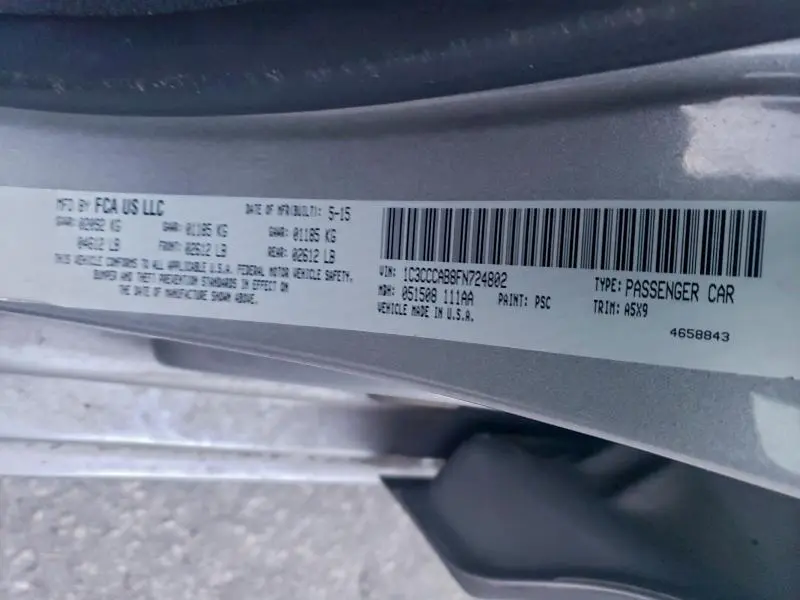 MFD BY FCA US LLC DATE OF MFR(BUILT): 5-15
GVWR: 02092 KG GAWR: 01185 KG GAWR: 01185 KG
04612 LB FRONT: 02612 LB REAR: 02612 LB
THIS VEHICLE CONFORMS TO ALL APPLICABLE U.S.A. FEDERAL MOTOR VEHICLE SAFETY,
BUMPER AND THEFT PREVENTION STANDARDS IN EFFECT ON
THE DATE OF MANUFACTURE SHOWN ABOVE.
VIN: 1C3CCCAB8FN724802 TYPE: PASSENGER CAR
MDH: 051508 111AA PAINT: PSC TRIM: A5X9
VEHICLE MADE IN U.S.A. 4658843